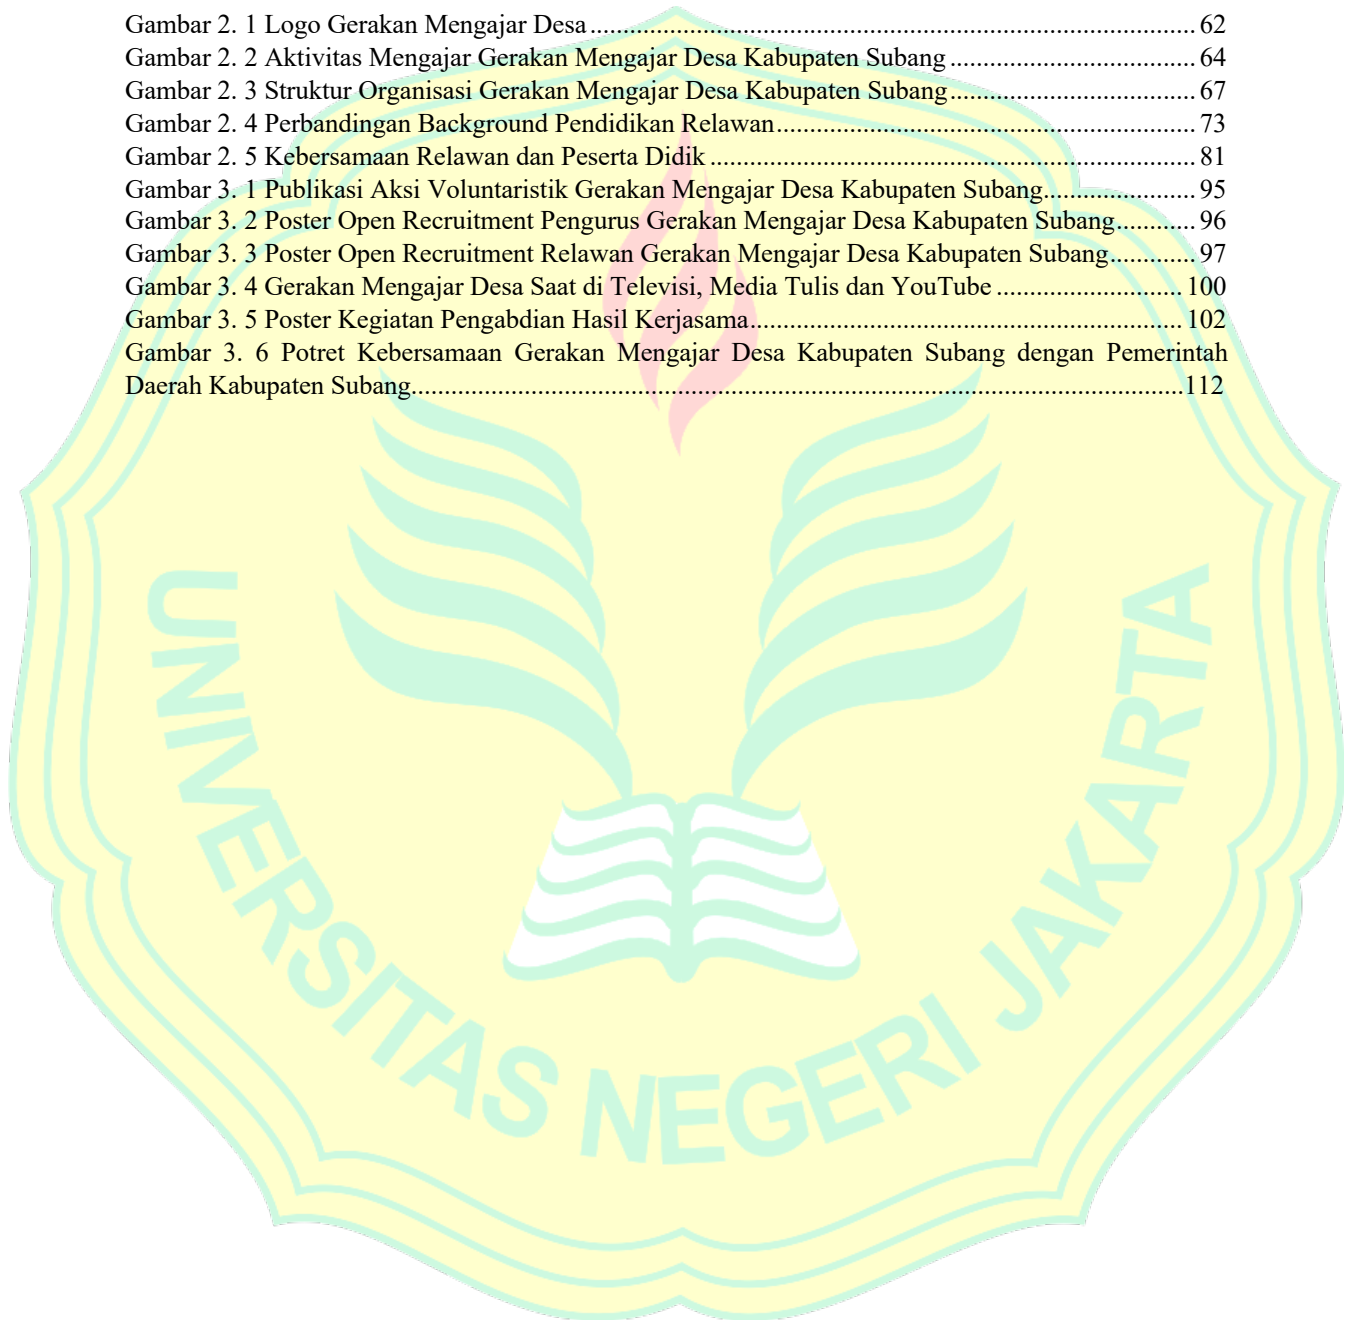 Gambar 2. 1 Logo Gerakan Mengajar Desa .......................................................................................... 62
Gambar 2. 2 Aktivitas Mengajar Gerakan Mengajar Desa Kabupaten Subang ..................................... 64
Gambar 2. 3 Struktur Organisasi Gerakan Mengajar Desa Kabupaten Subang ..................................... 67
Gambar 2. 4 Perbandingan Background Pendidikan Relawan .............................................................. 73
Gambar 2. 5 Kebersamaan Relawan dan Peserta Didik ........................................................................ 81
Gambar 3. 1 Publikasi Aksi Voluntaristik Gerakan Mengajar Desa Kabupaten Subang....................... 95
Gambar 3. 2 Poster Open Recruitment Pengurus Gerakan Mengajar Desa Kabupaten Subang............ 96
Gambar 3. 3 Poster Open Recruitment Relawan Gerakan Mengajar Desa Kabupaten Subang............. 97
Gambar 3. 4 Gerakan Mengajar Desa Saat di Televisi, Media Tulis dan YouTube ............................ 100
Gambar 3. 5 Poster Kegiatan Pengabdian Hasil Kerjasama................................................................. 102
Gambar 3. 6 Potret Kebersamaan Gerakan Mengajar Desa Kabupaten Subang dengan Pemerintah
Daerah Kabupaten Subang....................................................................................................................112
UNIVERSITAS NEGERI JAKARTA